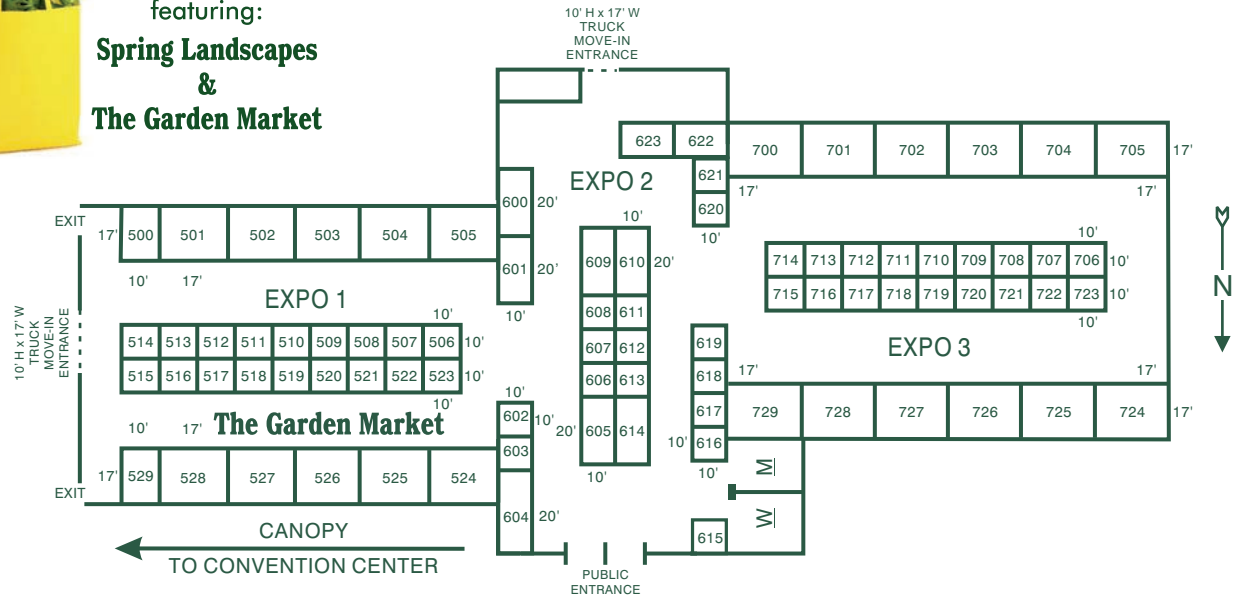 featuring:
Spring Landscapes
&
The Garden Market
10' H x 17' W
TRUCK
MOVE-IN
ENTRANCE
623 622 700 701 702 703 704 705 17'
621
17' 17'
EXPO 2
620
10'
600 20'
601 20'
10'
EXIT
17' 500 501 502 503 504 505
10' 17'
EXPO 1
10'
514 513 512 511 510 509 508 507 506 10'
515 516 517 518 519 520 521 522 523 10'
10'
10' H x 17' W
TRUCK
MOVE-IN
ENTRANCE
The Garden Market
10' 17'
17' 529 528 527 526 525 524
EXIT
10'
602 10'
603
604 20'
10'
609 610 20'
608 611
607 612
606 613
20' 605 614
10'
619
618
617
10' 616
10'
615
M
W
10'
714 713 712 711 710 709 708 707 706 10'
715 716 717 718 719 720 721 722 723 10'
10'
EXPO 3
17' 17'
729 728 727 726 725 724 17'
N
CANOPY
TO CONVENTION CENTER
PUBLIC
ENTRANCE